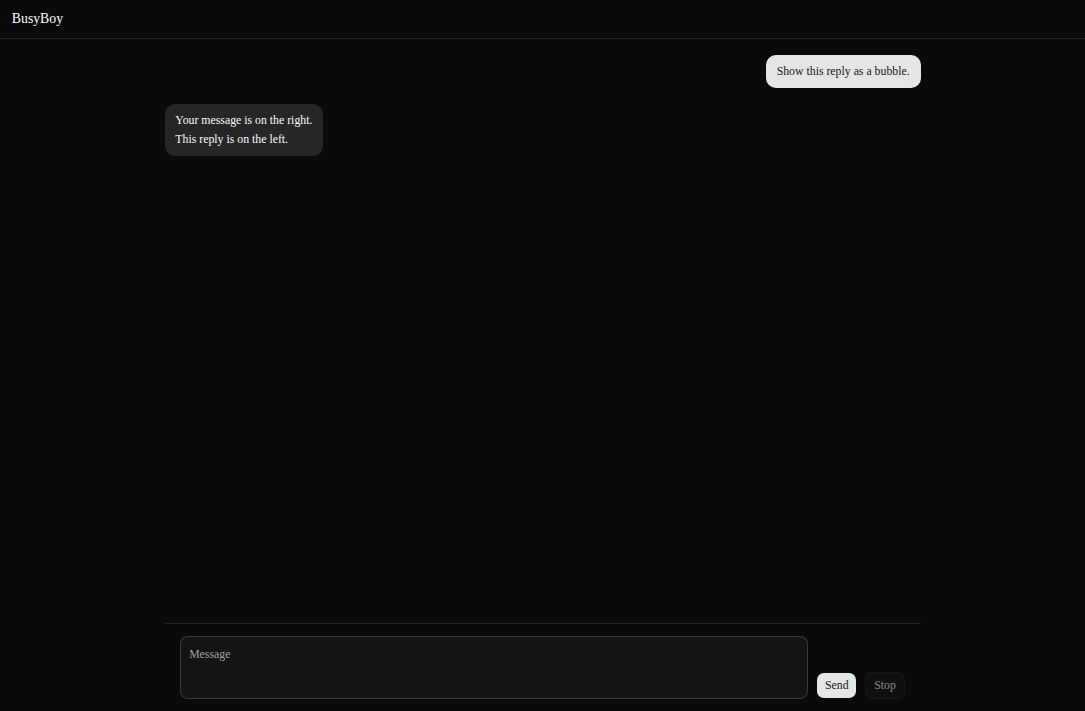 BusyBoy
Show this reply as a bubble.
Your message is on the right.
This reply is on the left.
Message
Send
Stop